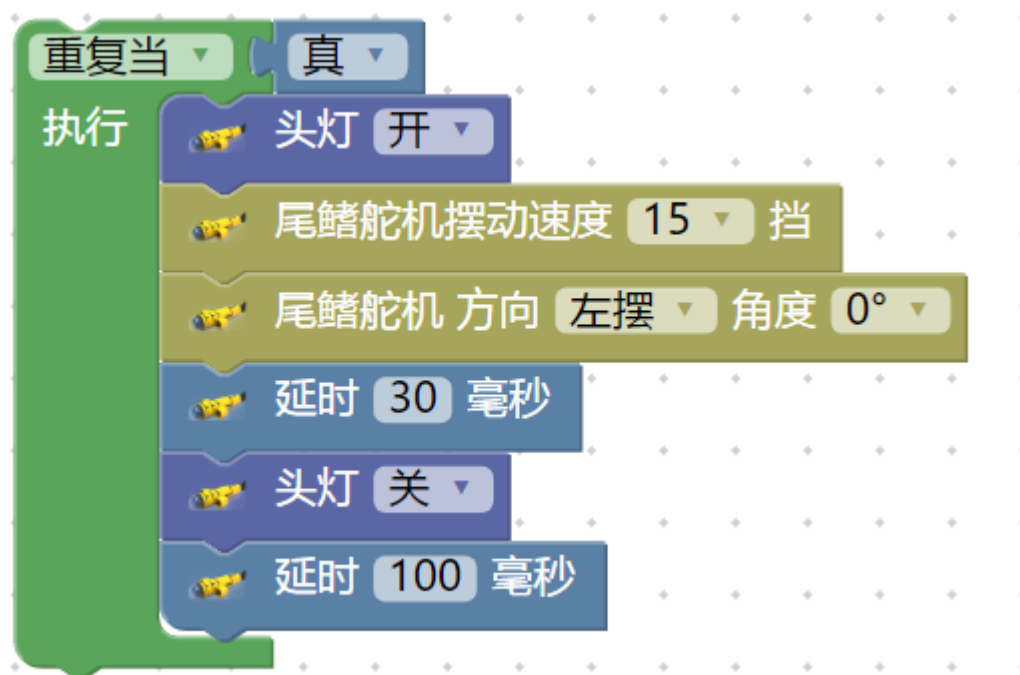 重复当 真
执行 头灯 开
尾鳍舵机摆动速度 15 挡
尾鳍舵机 方向 左摆 角度 0°
延时 30 毫秒
头灯 关
延时 100 毫秒